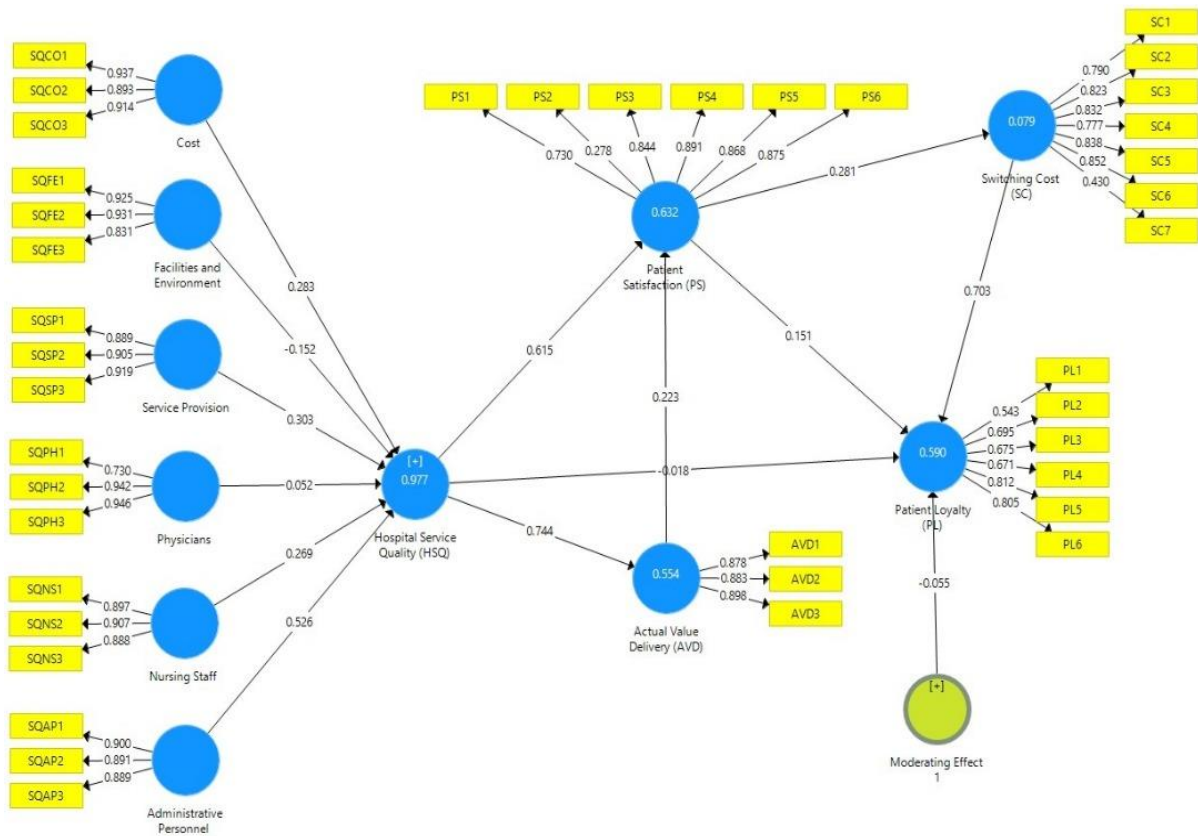 SQCO1
SQCO2
SQCO3
0.937
0.893
0.914
Cost
SQFE1
SQFE2
SQFE3
0.925
0.931
0.831
Facilities and
Environment
SQSP1
SQSP2
SQSP3
0.889
0.905
0.919
Service Provision
SQPH1
SQPH2
SQPH3
0.730
0.942
0.946
Physicians
SQNS1
SQNS2
SQNS3
0.897
0.907
0.888
Nursing Staff
SQAP1
SQAP2
SQAP3
0.900
0.891
0.889
Administrative
Personnel
0.283
-0.152
0.303
0.052
0.269
0.526
[+]
0.977
Hospital Service
Quality (HSQ)
0.615
0.744
-0.018
PS1
PS2
PS3
PS4
PS5
PS6
0.730
0.278
0.844
0.891
0.868
0.875
0.632
Patient
Satisfaction (PS)
0.223
0.281
0.151
0.554
Actual Value
Delivery (AVD)
0.878
0.883
0.898
AVD1
AVD2
AVD3
0.079
Switching Cost
(SC)
0.790
0.823
0.832
0.777
0.838
0.852
0.430
SC1
SC2
SC3
SC4
SC5
SC6
SC7
0.703
0.590
Patient Loyalty
(PL)
0.543
0.695
0.675
0.671
0.812
0.805
PL1
PL2
PL3
PL4
PL5
PL6
-0.055
[+]
Moderating Effect
1